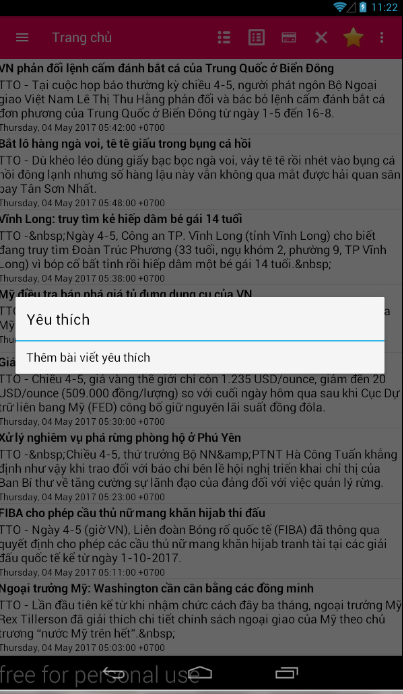 11:22
Trang chủ
VN phản đối lệnh cấm đánh bắt cá của Trung Quốc ở Biển Đông
TTO - Tại cuộc họp báo thường kỳ chiều 4-5, người phát ngôn Bộ Ngoại
giao Việt Nam Lê Thị Thu Hằng phản đối và bác bỏ lệnh cấm đánh bắt cá
đơn phương của Trung Quốc ở Biển Đông từ ngày 1-5 đến 16-8.
Thursday, 04 May 2017 05:42:00 +0700
Bắt lô hàng ngà voi, tê tê giấu trong bụng cá hồi
TTO - Dù khéo léo dùng giấy bạc bọc ngà voi, vảy tê tê rồi nhét vào bụng cá
hồi đông lạnh nhưng số hàng lậu này vẫn không qua mắt được hải quan sân
bay Tân Sơn Nhất.
Thursday, 04 May 2017 05:48:00 +0700
Vĩnh Long: truy tìm kẻ hiếp dâm bé gái 14 tuổi
TTO -&nbsp;Ngày 4-5, Công an TP. Vĩnh Long (tỉnh Vĩnh Long) cho biết
đang truy tìm Đoàn Trúc Phương (33 tuổi, ngụ khóm 2, phường 9, TP Vĩnh
Long) vì bóp cổ bất tỉnh rồi hiếp dâm một bé gái 14 tuổi.&nbsp;
Thursday, 04 May 2017 05:38:00 +0700
Mỹ điều tra bán phá giá tủ đựng dụng cụ của VN
Yêu thích
Thêm bài viết yêu thích
TTO - Chiều 4-5, giá vàng thế giới chỉ còn 1.235 USD/ounce, giảm đến 20
USD/ounce (509.000 đồng/lượng) so với cuối ngày hôm qua sau khi Cục Dự
trữ liên bang Mỹ (FED) công bố giữ nguyên lãi suất đồng đôla.
Thursday, 04 May 2017 05:30:00 +0700
Xử lý nghiêm vụ phá rừng phòng hộ ở Phú Yên
TTO -&nbsp;Chiều 4-5, thứ trưởng Bộ NN&amp;PTNT Hà Công Tuấn khẳng
định như vậy khi trao đổi với báo chí bên lề hội nghị triển khai chỉ thị của
Ban Bí thư về tăng cường sự lãnh đạo của đảng đối với việc quản lý rừng.
Thursday, 04 May 2017 05:23:00 +0700
FIBA cho phép cầu thủ nữ mang khăn hijab thi đấu
TTO - Ngày 4-5 (giờ VN), Liên đoàn Bóng rổ quốc tế (FIBA) đã thông qua
quyết định cho phép các cầu thủ nữ mang khăn hijab tranh tài tại các giải
đấu quốc tế kể từ ngày 1-10-2017.
Thursday, 04 May 2017 05:11:00 +0700
Ngoại trưởng Mỹ: Washington cần cân bằng các đồng minh
TTO - Lần đầu tiên kể từ khi nhậm chức cách đây ba tháng, ngoại trưởng Mỹ
Rex Tillerson đã giải thích chi tiết chính sách ngoại giao của Mỹ theo chủ
trương “nước Mỹ trên hết”.&nbsp;
Thursday, 04 May 2017 05:03:00 +0700
free for personal use